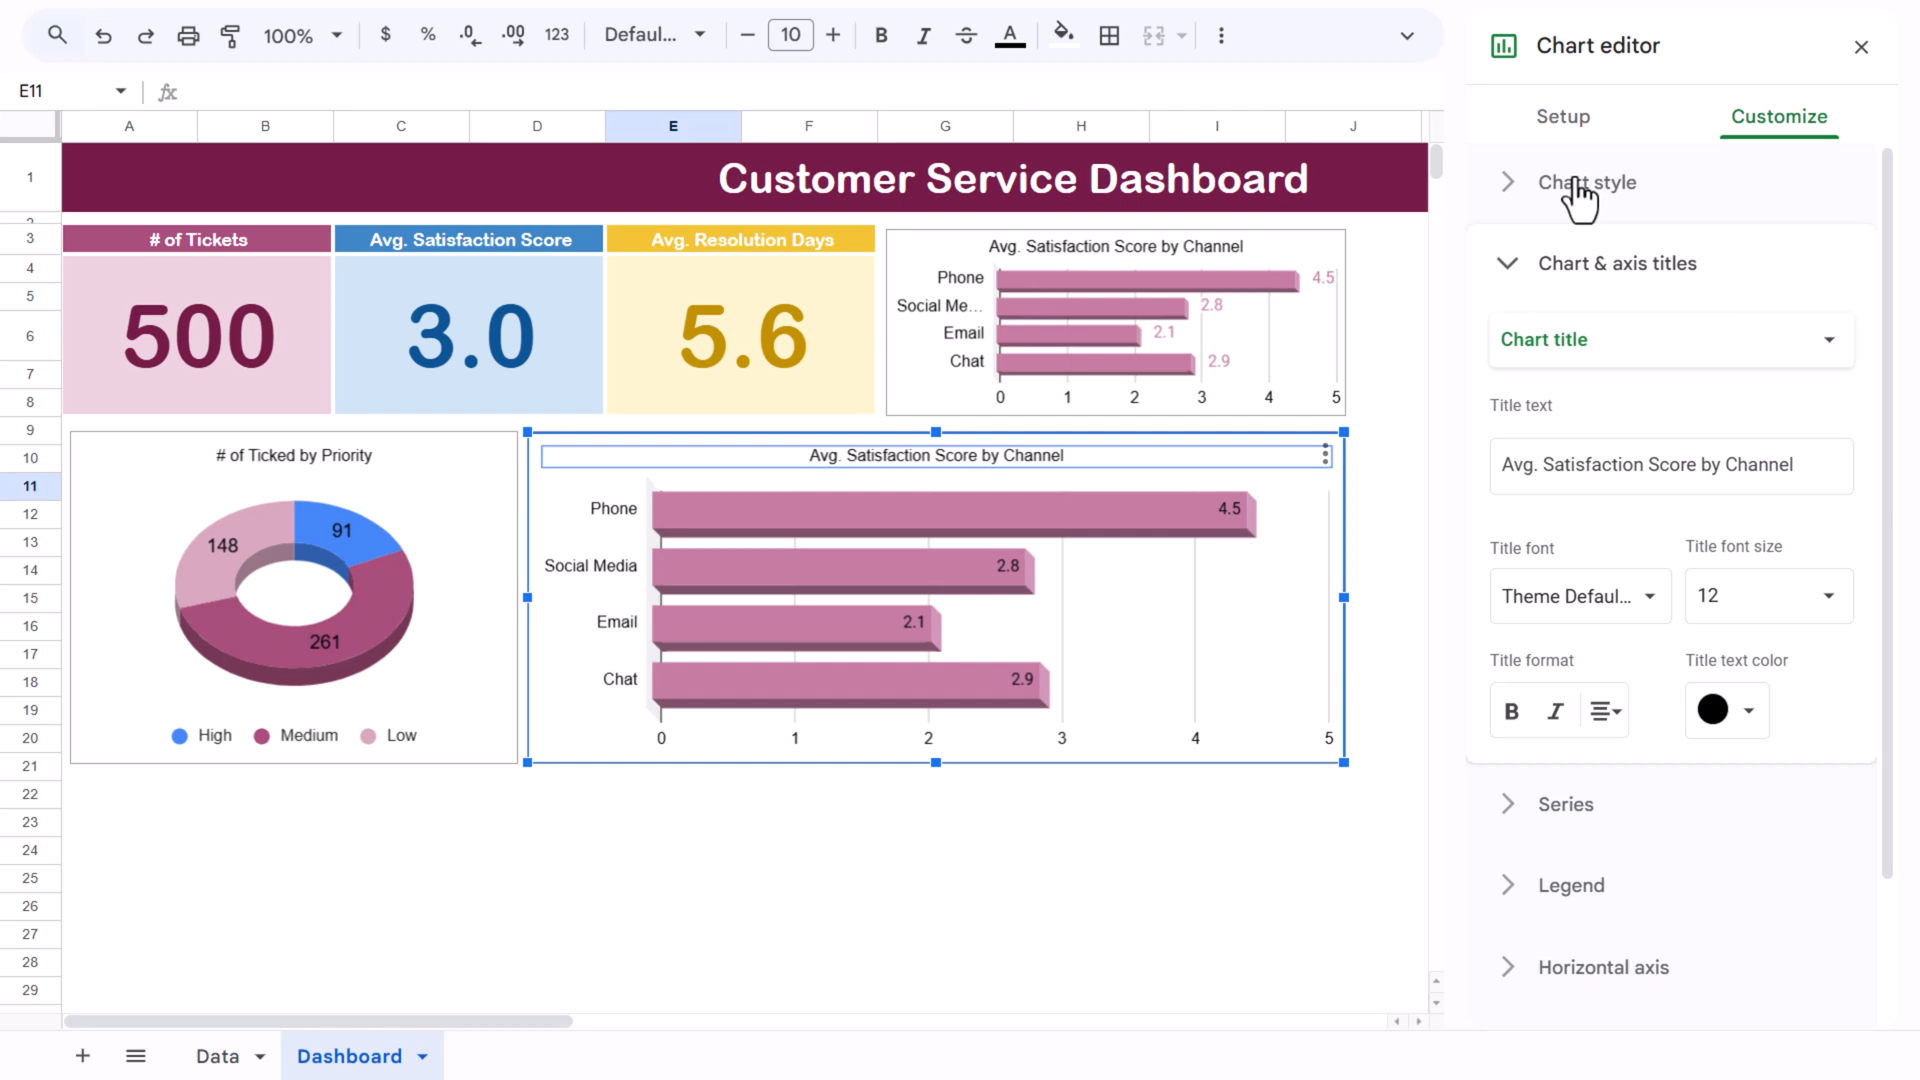 100%
$
%
.0
.00
123
Defaul...
10
B
I
A
E11
fx
A
B
C
D
E
F
G
H
I
J
1
2
3
4
5
6
7
8
9
10
11
12
13
14
15
16
17
18
19
20
21
22
23
24
25
26
27
28
29
Customer Service Dashboard
# of Tickets
500
Avg. Satisfaction Score
3.0
Avg. Resolution Days
5.6
Avg. Satisfaction Score by Channel
Phone
4.5
Social Me...
2.8
Email
2.1
Chat
2.9
0 1 2 3 4 5
# of Ticked by Priority
91
148
261
High Medium Low
Avg. Satisfaction Score by Channel
Phone
4.5
Social Media
2.8
Email
2.1
Chat
2.9
0 1 2 3 4 5
Data
Dashboard
Chart editor
Setup
Customize
Chart style
Chart & axis titles
Chart title
Title text
Avg. Satisfaction Score by Channel
Title font
Title font size
Theme Defaul...
12
Title format
Title text color
B
I
Series
Legend
Horizontal axis